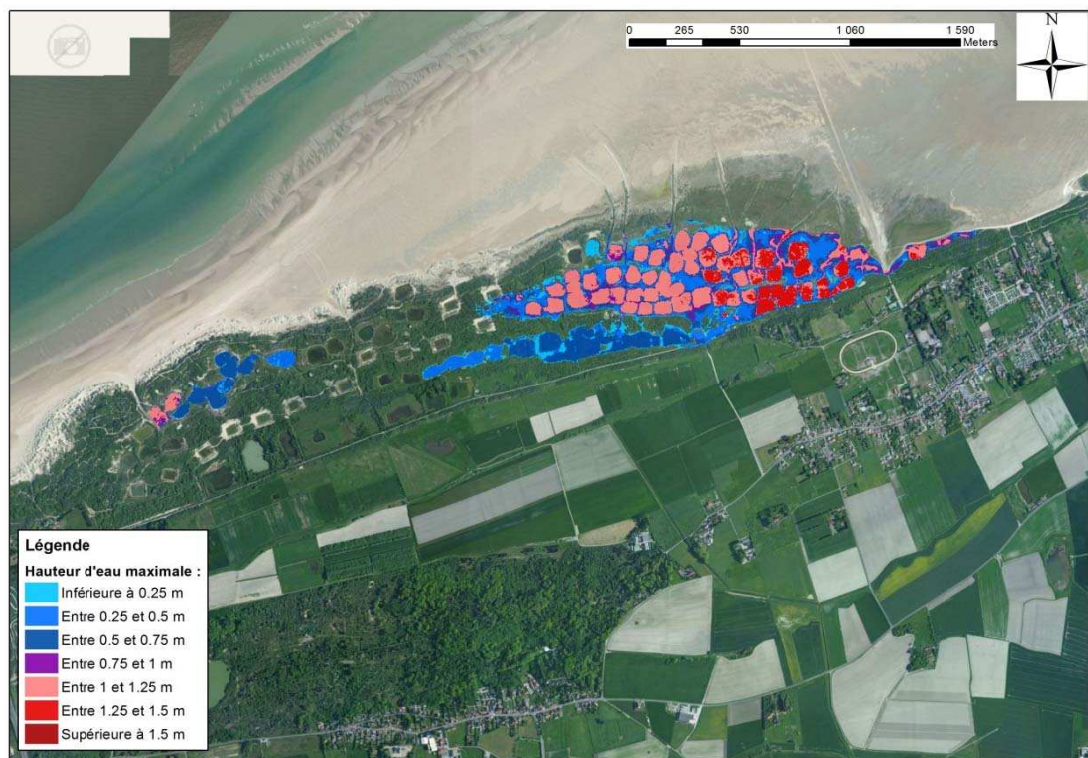 0 265 530 1 060 1 590
Meters
N
Légende
Hauteur d'eau maximale :
Inférieure à 0.25 m
Entre 0.25 et 0.5 m
Entre 0.5 et 0.75 m
Entre 0.75 et 1 m
Entre 1 et 1.25 m
Entre 1.25 et 1.5 m
Supérieure à 1.5 m